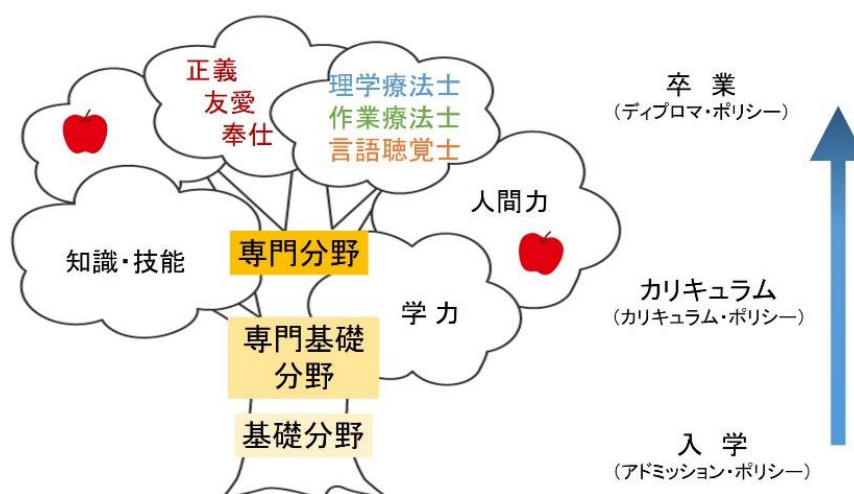 正義
友愛
奉仕
理学療法士
作業療法士
言語聴覚士
人間力
知識・技能
専門分野
学 力
専門基礎
分野
基礎分野
卒 業
(ディプロマ・ポリシー)
カリキュラム
(カリキュラム・ポリシー)
入 学
(アドミッション・ポリシー)